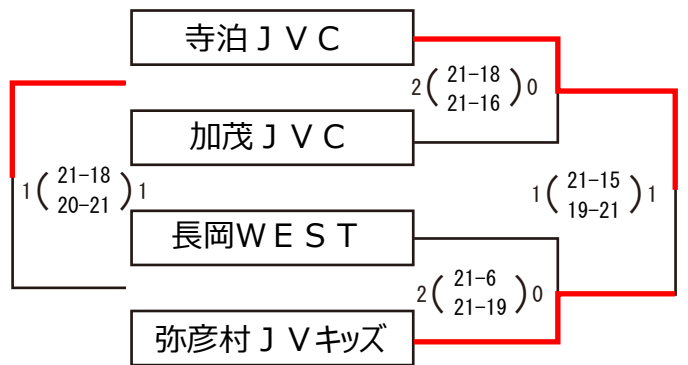 寺泊ＪＶＣ
2 ( 21-18 ) 0
21-16
加茂ＪＶＣ
1 ( 21-18 ) 1
20-21
1 ( 21-15 ) 1
19-21
長岡WＥＳＴ
2 ( 21-6 ) 0
21-19
弥彦村ＪＶキッズ